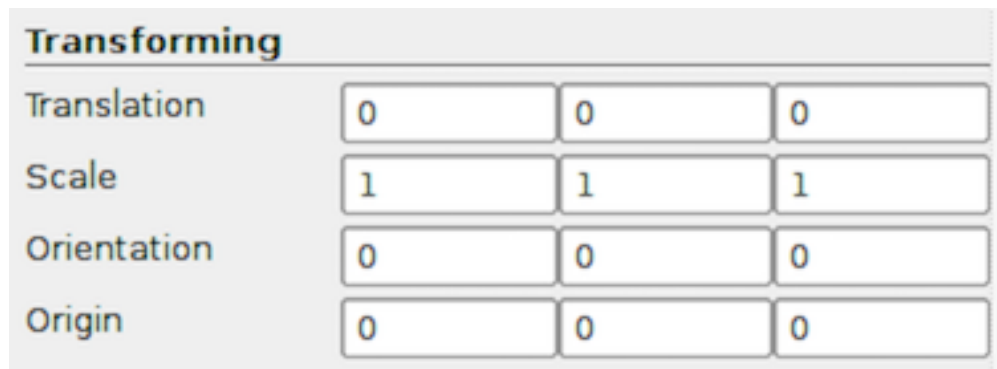 Transforming
Translation 0 0 0
Scale 1 1 1
Orientation 0 0 0
Origin 0 0 0